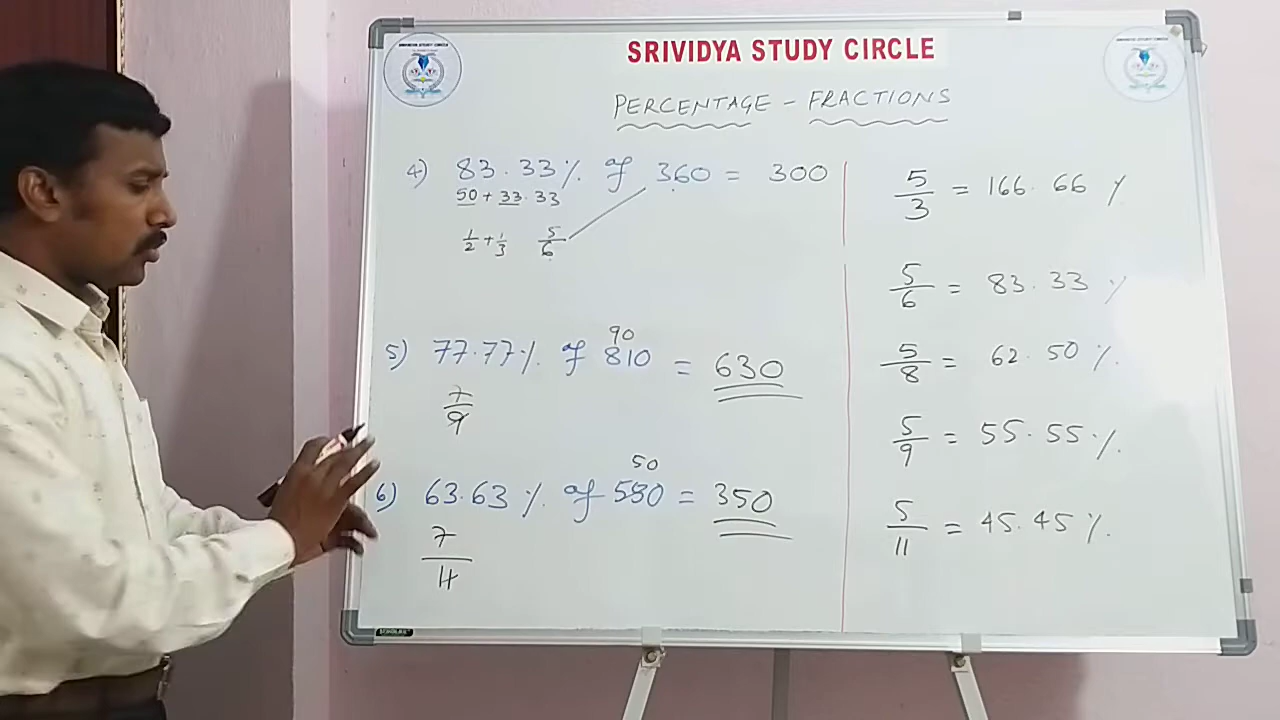 SRIVIDYA STUDY CIRCLE
PERCENTAGE - FRACTIONS
4) 83.33% of 360 = 300
50 + 33.33
1/2 + 1/3 5/6
90
5) 77.77% of 810 = 630
7/9
50
6) 63.63% of 550 = 350
7/11
5/3 = 166.66 %
5/6 = 83.33 %
5/8 = 62.50 %
5/9 = 55.55 %
5/11 = 45.45 %